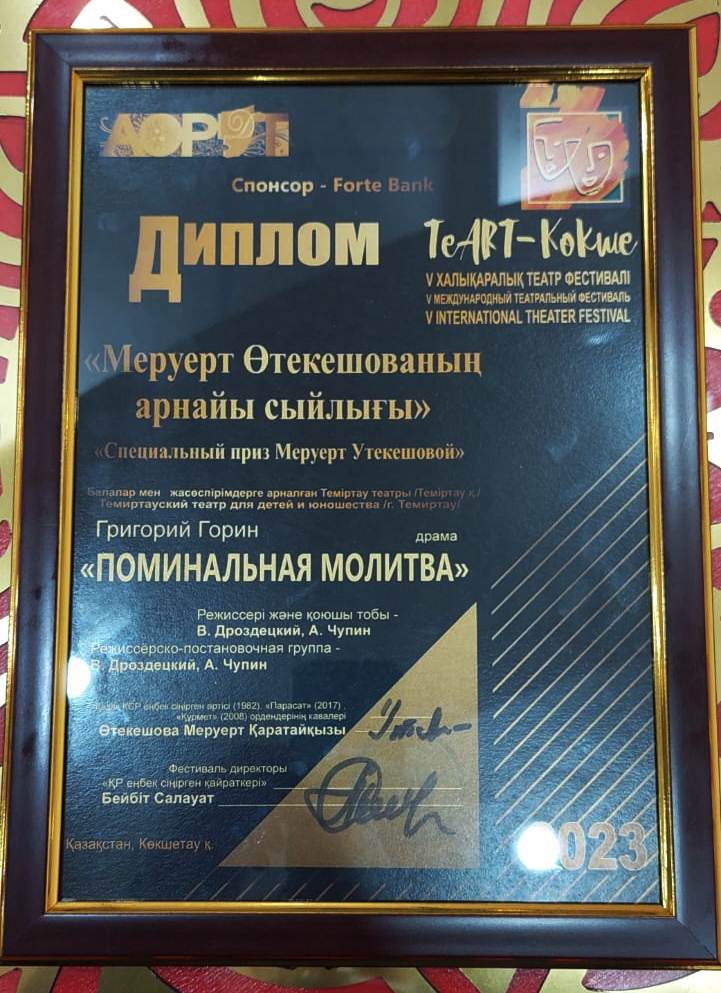 Спонсор - Forte Bank
ДИПЛОМ
TeART-Кокше
V ХАЛЫҚАРАЛЫҚ ТЕАТР ФЕСТИВАЛІ
V МЕЖДУНАРОДНЫЙ ТЕАТРАЛЬНЫЙ ФЕСТИВАЛЬ
V INTERNATIONAL THEATER FESTIVAL
«Меруерт Өтекешованың
арнайы сыйлығы»
«Специальный приз Меруерт Утекешовой»
Балалар мен жасөспірімдерге арналған Теміртау театры /Теміртау қ./
Темиртауский театр для детей и юношества /г. Темиртау/
Григорий Горин
драма
«ПОМИНАЛЬНАЯ МОЛИТВА»
Режиссері және қоюшы тобы -
В. Дроздецкий, А. Чупин
Режиссёрско-постановочная группа -
В. Дроздецкий, А. Чупин
ҚСР еңбек сіңірген әртісі (1982). «Парасат» (2017) .
«Құрмет» (2008) ордендерінің кавалері
Өтекешова Меруерт Қаратайқызы
Фестиваль директоры
«ҚР еңбек сіңірген қайраткері»
Бейбіт Салауат
Қазақстан, Көкшетау қ.
2023